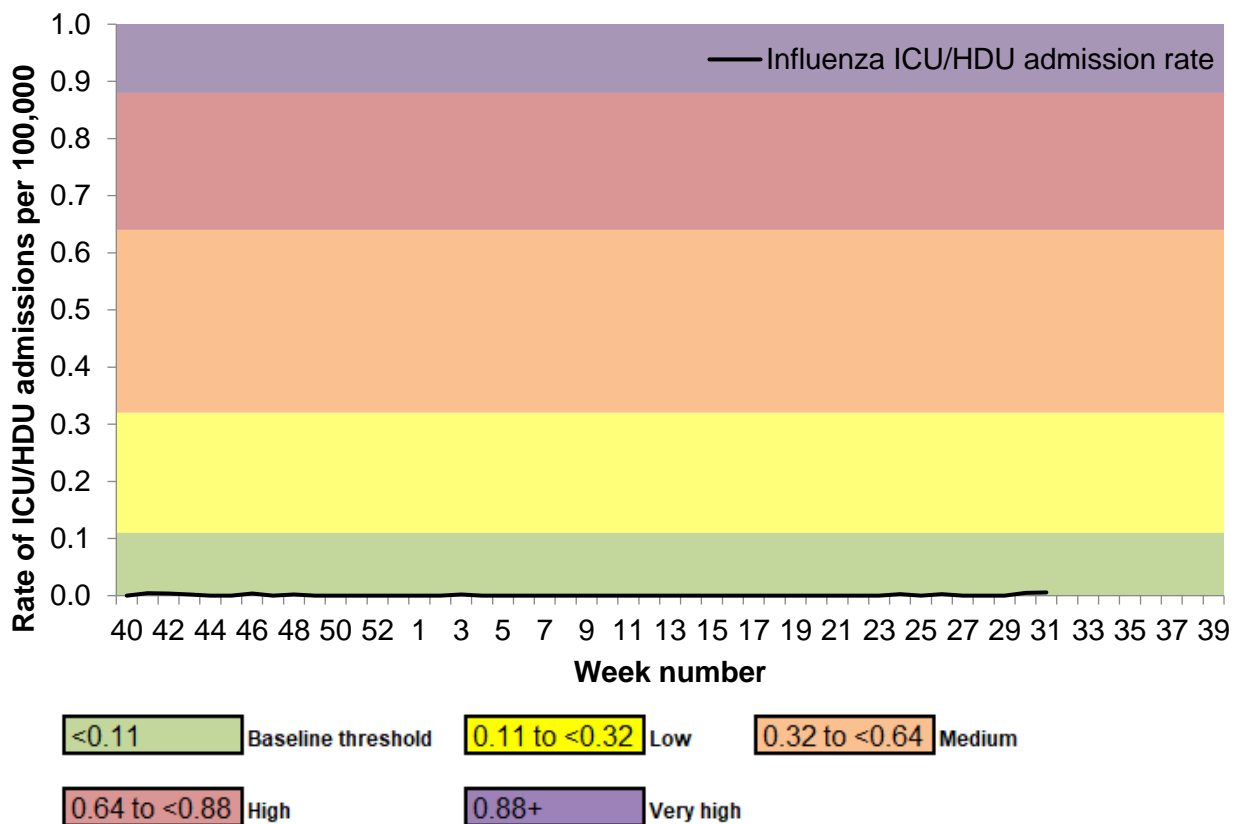 Rate of ICU/HDU admissions per 100,000
1.0
0.9
0.8
0.7
0.6
0.5
0.4
0.3
0.2
0.1
0.0
Influenza ICU/HDU admission rate
40 42 44 46 48 50 52 1 3 5 7 9 11 13 15 17 19 21 23 25 27 29 31 33 35 37 39
Week number
<0.11 Baseline threshold 0.11 to <0.32 Low 0.32 to <0.64 Medium
0.64 to <0.88 High 0.88+ Very high